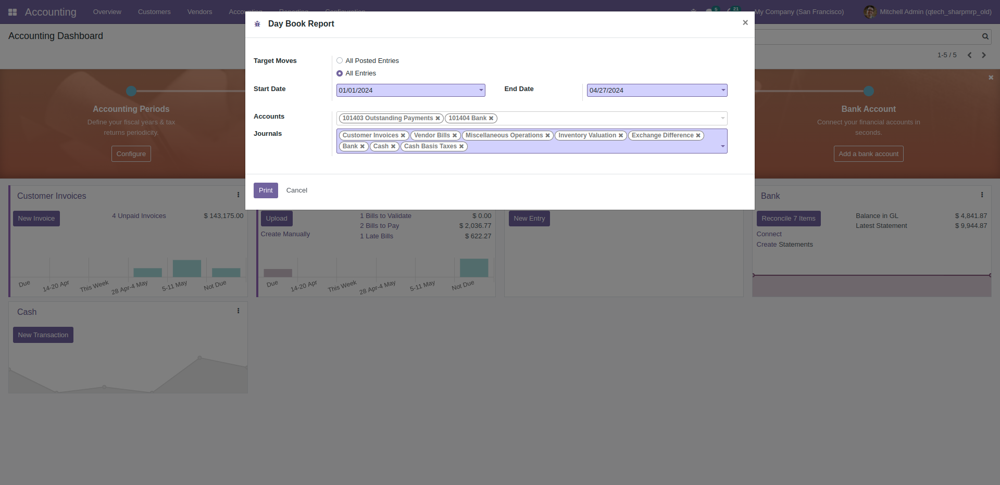 Accounting Overview Customers Vendors Accounting Reporting Configuration 5 21 My Company (San Francisco) Mitchell Admin (qtech_sharpmrp_old)
Day Book Report ×
Accounting Dashboard
1-5 / 5
Target Moves All Posted Entries
All Entries
Start Date 01/01/2024 End Date 04/27/2024
Accounts 101403 Outstanding Payments 101404 Bank
Journals Customer Invoices Vendor Bills Miscellaneous Operations Inventory Valuation Exchange Difference
Bank Cash Cash Basis Taxes
Print Cancel
Accounting Periods
Define your fiscal years & tax
returns periodicity.
Configure
Bank Account
Connect your financial accounts in
seconds.
Add a bank account
Customer Invoices
New Invoice 4 Unpaid Invoices $ 143,175.00
Due 14-20 Apr This Week 28 Apr-4 May 5-11 May Not Due
Upload 1 Bills to Validate $ 0.00
2 Bills to Pay $ 2,036.77
Create Manually 1 Late Bills $ 622.27
Due 14-20 Apr This Week 28 Apr-4 May 5-11 May Not Due
New Entry
Bank
Reconcile 7 Items Balance in GL $ 4,841.87
Latest Statement $ 9,944.87
Connect
Create Statements
Cash
New Transaction